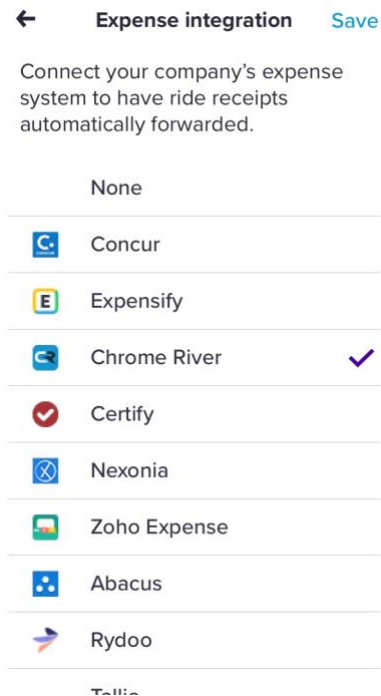 Expense integration Save
Connect your company's expense
system to have ride receipts
automatically forwarded.
None
Concur
E Expensify
CR Chrome River
Certify
Nexonia
Zoho Expense
Abacus
Rydoo